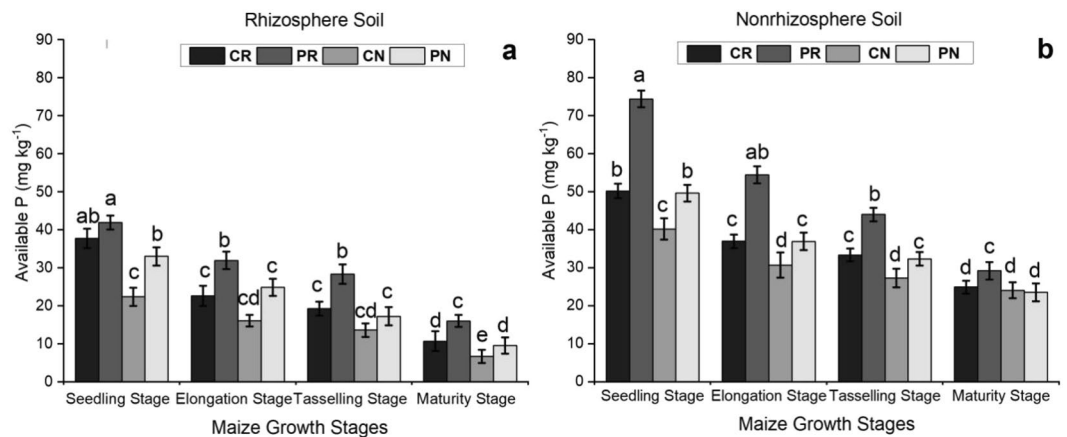 Rhizosphere Soil
90
80
70
60
50
40
30
20
10
0
Available P (mg kg-1)
CR PR CN PN
a
ab a c b
c b cd c
c b cd c
d c e d
Seedling Stage Elongation Stage Tasselling Stage Maturity Stage
Maize Growth Stages
Nonrhizosphere Soil
90
80
70
60
50
40
30
20
10
0
Available P (mg kg-1)
CR PR CN PN
b
b a c b
c ab d c
c b d c
d c d d
Seedling Stage Elongation Stage Tasselling Stage Maturity Stage
Maize Growth Stages